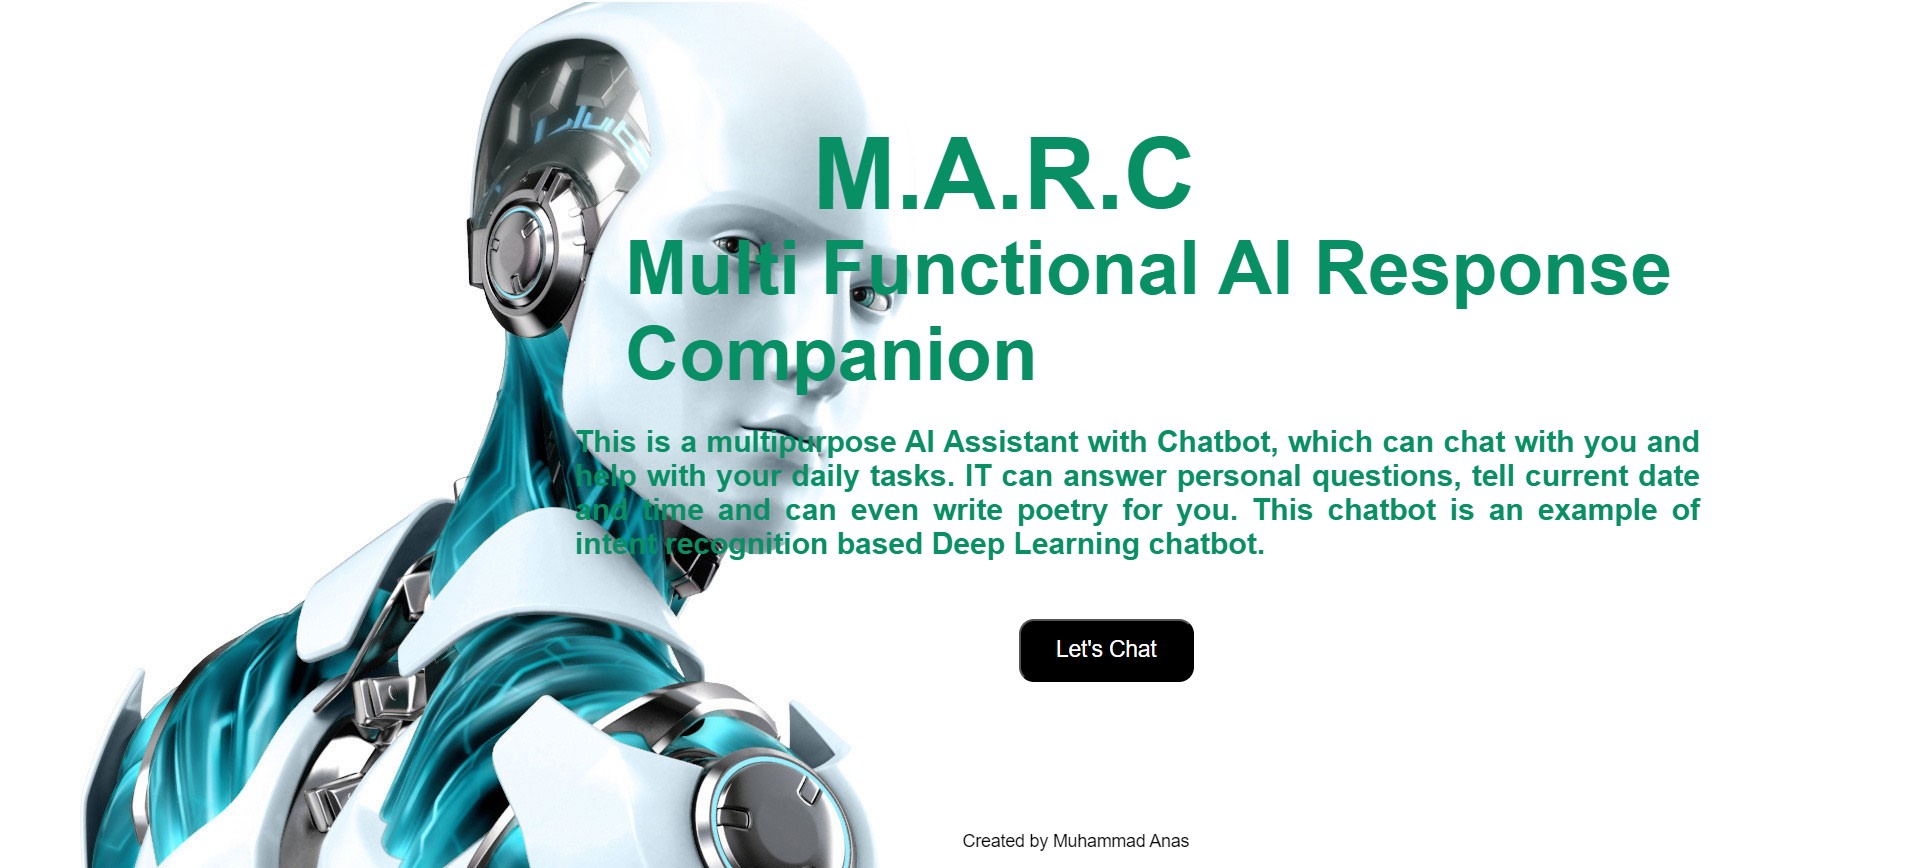 M.A.R.C
Multi Functional AI Response
Companion
This is a multipurpose AI Assistant with Chatbot, which can chat with you and
help with your daily tasks. IT can answer personal questions, tell current date
and time and can even write poetry for you. This chatbot is an example of
intent recognition based Deep Learning chatbot.
Let's Chat
Created by Muhammad Anas